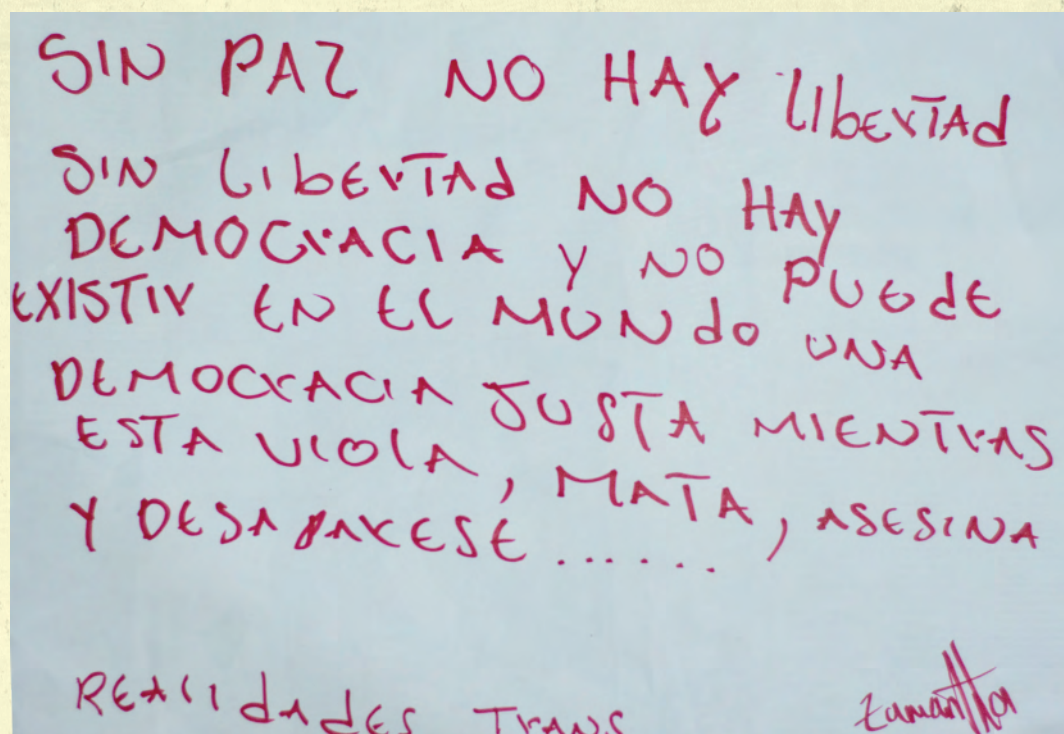 SIN PAZ NO HAY LIBERTAD
SIN LIBERTAD NO HAY
DEMOCRACIA Y NO PUEDE
EXISTIR EN EL MUNDO UNA
DEMOCRACIA JUSTA MIENTRAS
ESTA VIOLA, MATA, ASESINA
Y DESAPARESE ......
REALIDADES TRANS
Zamantha